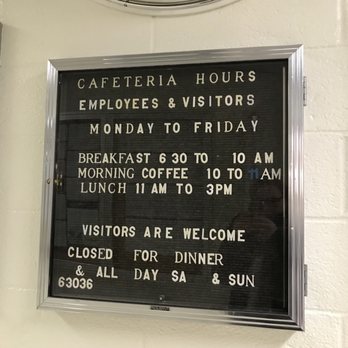 CAFETERIA HOURS
EMPLOYEES & VISITORS
MONDAY TO FRIDAY
BREAKFAST 6 30 TO 10 AM
MORNING COFFEE 10 TO 11 AM
LUNCH 11 AM TO 3PM
VISITORS ARE WELCOME
CLOSED FOR DINNER
& ALL DAY SA & SUN
63036